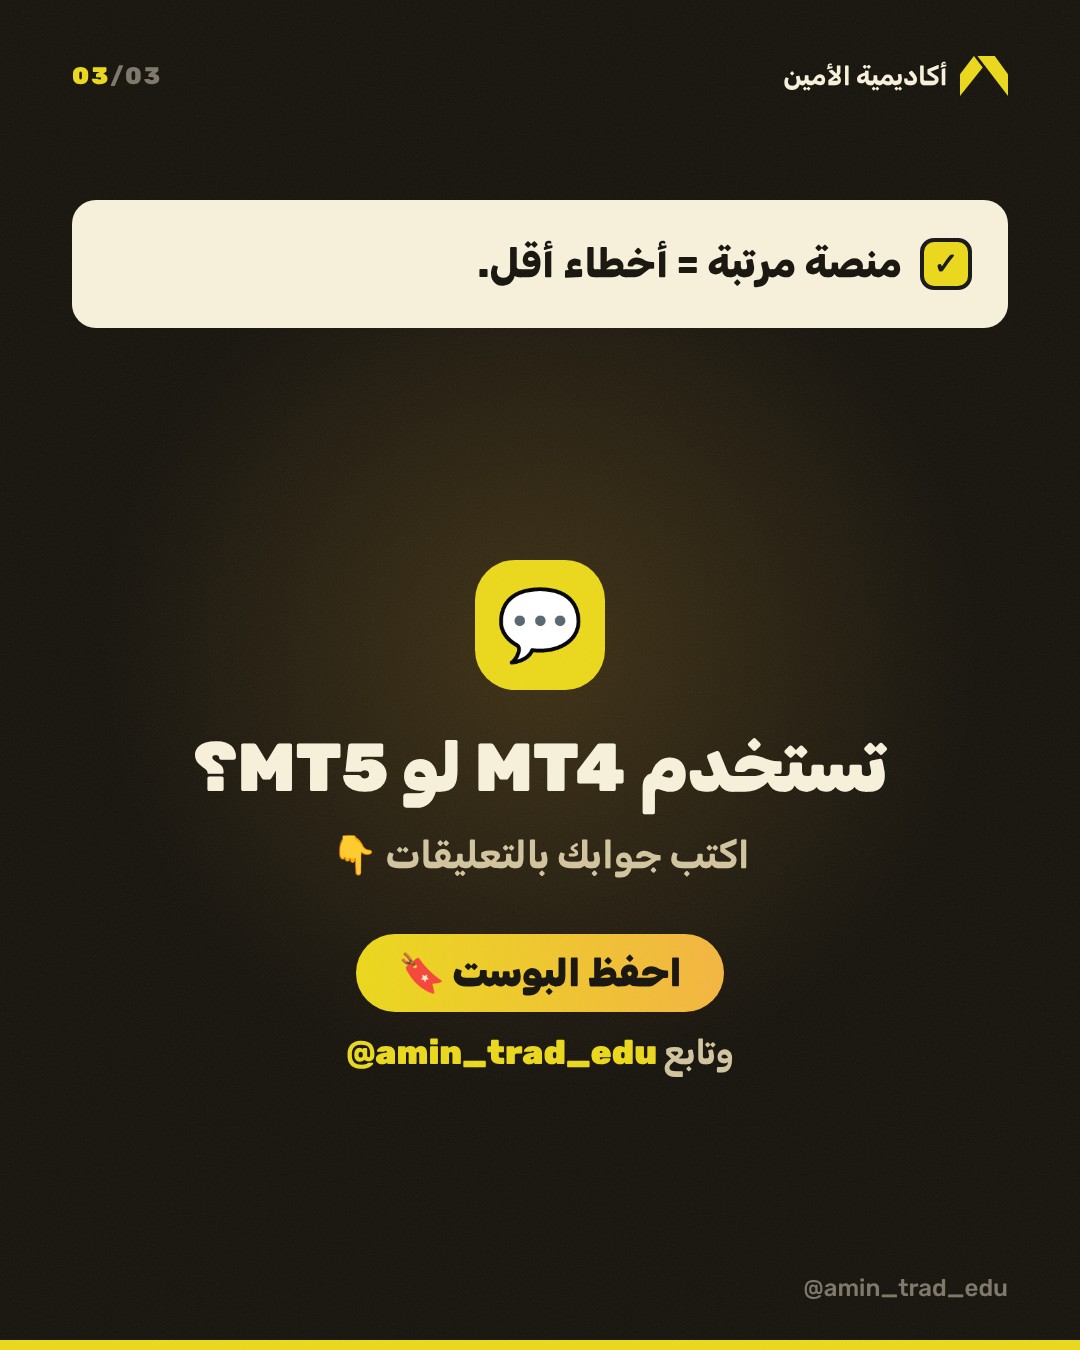 أكاديمية الأمين
03/03
✓ منصة مرتبة = أخطاء أقل.
💬
تستخدم MT4 لو MT5؟
اكتب جوابك بالتعليقات 👇
احفظ البوست 🔖
وتابع @amin_trad_edu
@amin_trad_edu